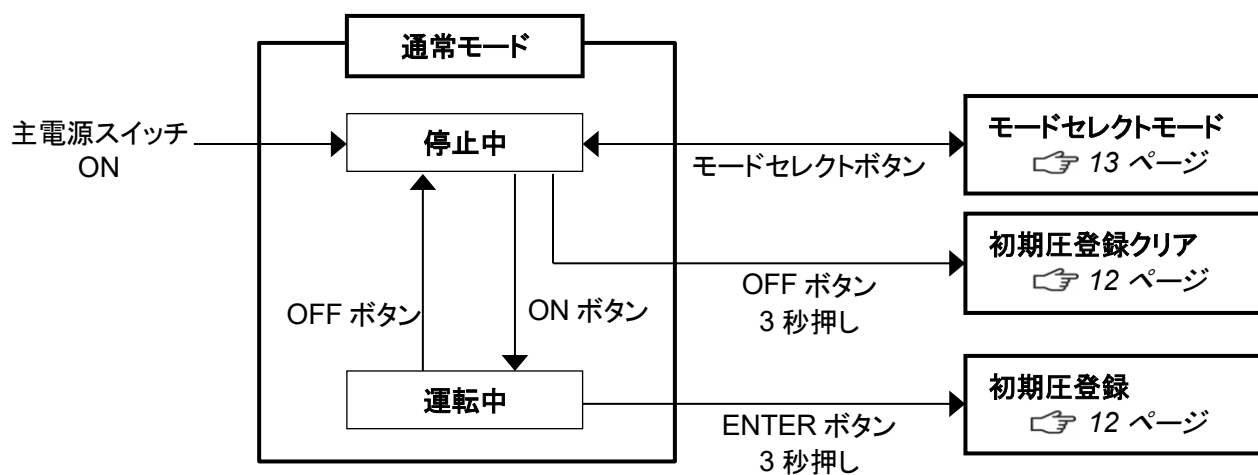 通常モード
主電源スイッチ
ON
停止中
モードセレクトボタン
モードセレクトモード
☞ 13 ページ
初期圧登録クリア
☞ 12 ページ
OFF ボタン
3 秒押し
OFF ボタン
ON ボタン
運転中
初期圧登録
☞ 12 ページ
ENTER ボタン
3 秒押し